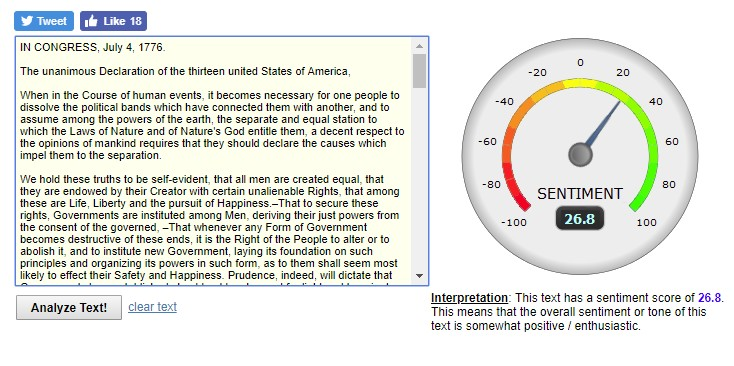 Tweet
Like 18
IN CONGRESS, July 4, 1776.
The unanimous Declaration of the thirteen united States of America,
When in the Course of human events, it becomes necessary for one people to
dissolve the political bands which have connected them with another, and to
assume among the powers of the earth, the separate and equal station to
which the Laws of Nature and of Nature's God entitle them, a decent respect to
the opinions of mankind requires that they should declare the causes which
impel them to the separation.
We hold these truths to be self-evident, that all men are created equal, that
they are endowed by their Creator with certain unalienable Rights, that among
these are Life, Liberty and the pursuit of Happiness.–That to secure these
rights, Governments are instituted among Men, deriving their just powers from
the consent of the governed, –That whenever any Form of Government
becomes destructive of these ends, it is the Right of the People to alter or to
abolish it, and to institute new Government, laying its foundation on such
principles and organizing its powers in such form, as to them shall seem most
likely to effect their Safety and Happiness. Prudence, indeed, will dictate that
Analyze Text!
clear text
-100
-80
-60
-40
-20
0
20
40
60
80
100
SENTIMENT
26.8
Interpretation: This text has a sentiment score of 26.8.
This means that the overall sentiment or tone of this
text is somewhat positive / enthusiastic.